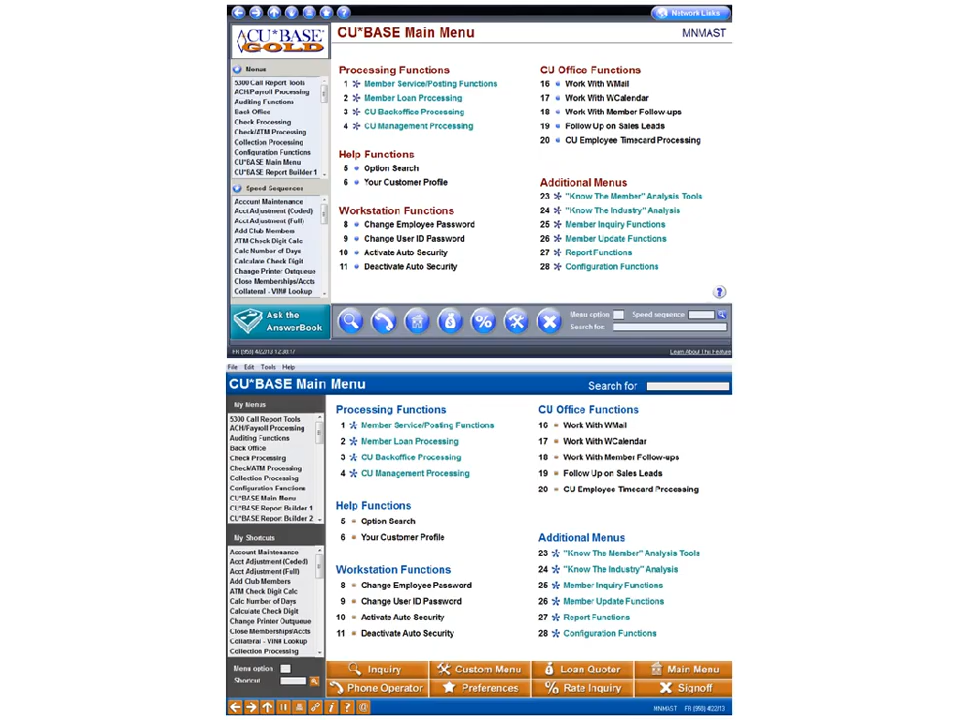 Network Links
CU*BASE
GOLD
CU*BASE Main Menu
MNMAST
Menus
5300 Call Report Tools
ACH/Payroll Processing
Auditing Functions
Back Office
Check Processing
Check/ATM Processing
Collection Processing
Configuration Functions
CU*BASE Main Menu
CU*BASE Report Builder 1
Speed Sequences
Account Maintenance
Acct Adjustment (Coded)
Acct Adjustment (Full)
Add Club Members
ATM Check Digit Calc
Calc Number of Days
Calculate Check Digit
Change Printer Outqueue
Close Memberships/Accts
Collateral - VIN# Lookup
Ask the
AnswerBook
Processing Functions
1 Member Service/Posting Functions
2 Member Loan Processing
3 CU Backoffice Processing
4 CU Management Processing
Help Functions
5 Option Search
6 Your Customer Profile
Workstation Functions
8 Change Employee Password
9 Change User ID Password
10 Activate Auto Security
11 Deactivate Auto Security
CU Office Functions
16 Work With WMail
17 Work With WCalendar
18 Work With Member Follow-ups
19 Follow Up on Sales Leads
20 CU Employee Timecard Processing
Additional Menus
23 "Know The Member" Analysis Tools
24 "Know The Industry" Analysis
25 Member Inquiry Functions
26 Member Update Functions
27 Report Functions
28 Configuration Functions
Menu option Speed sequence
Search for
Learn About This Feature
File Edit Tools Help
CU*BASE Main Menu
Search for
My Menus
5300 Call Report Tools
ACH/Payroll Processing
Auditing Functions
Back Office
Check Processing
Check/ATM Processing
Collection Processing
Configuration Functions
CU*BASE Main Menu
CU*BASE Report Builder 1
CU*BASE Report Builder 2
My Shortcuts
Account Maintenance
Acct Adjustment (Coded)
Acct Adjustment (Full)
Add Club Members
ATM Check Digit Calc
Calc Number of Days
Calculate Check Digit
Change Printer Outqueue
Close Memberships/Accts
Collateral - VIN# Lookup
Collection Processing
Menu option
Shortcut
Processing Functions
1 Member Service/Posting Functions
2 Member Loan Processing
3 CU Backoffice Processing
4 CU Management Processing
Help Functions
5 Option Search
6 Your Customer Profile
Workstation Functions
8 Change Employee Password
9 Change User ID Password
10 Activate Auto Security
11 Deactivate Auto Security
CU Office Functions
16 Work With WMail
17 Work With WCalendar
18 Work With Member Follow-ups
19 Follow Up on Sales Leads
20 CU Employee Timecard Processing
Additional Menus
23 "Know The Member" Analysis Tools
24 "Know The Industry" Analysis
25 Member Inquiry Functions
26 Member Update Functions
27 Report Functions
28 Configuration Functions
Inquiry Custom Menu Loan Quoter Main Menu
Phone Operator Preferences Rate Inquiry Signoff
MNMAST FR (958) 4/22/13